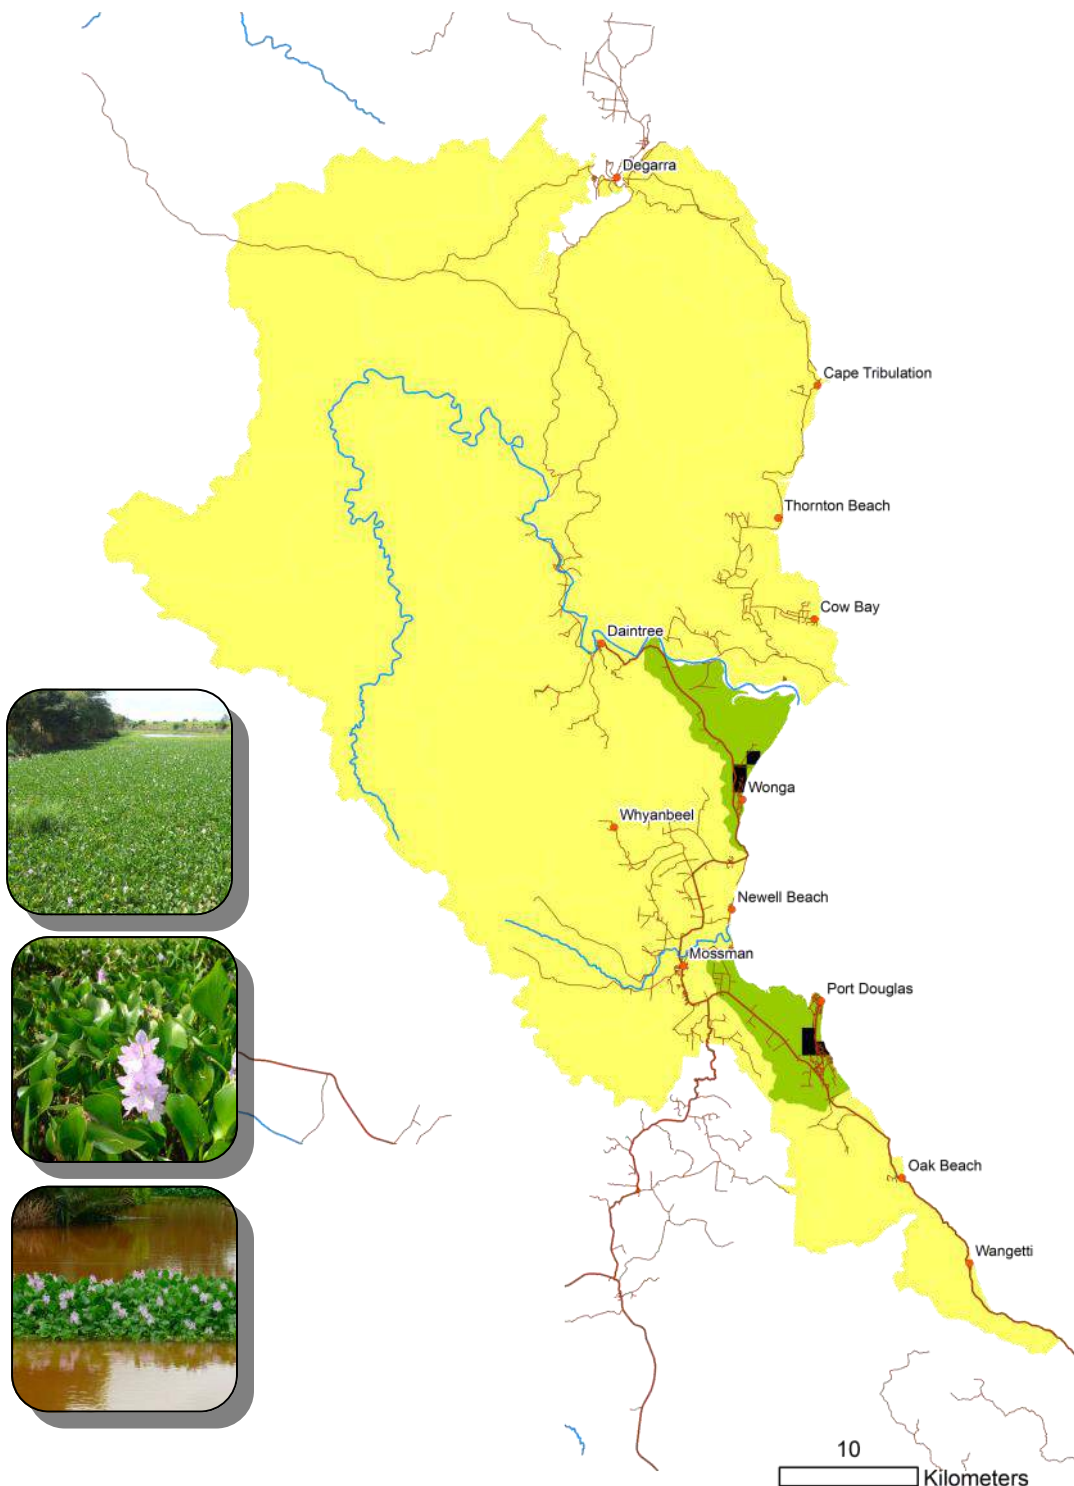 Degarra
Cape Tribulation
Thornton Beach
Cow Bay
Daintree
Wonga
Whyanbeel
Newell Beach
Mossman
Port Douglas
Oak Beach
Wangetti
10
Kilometers